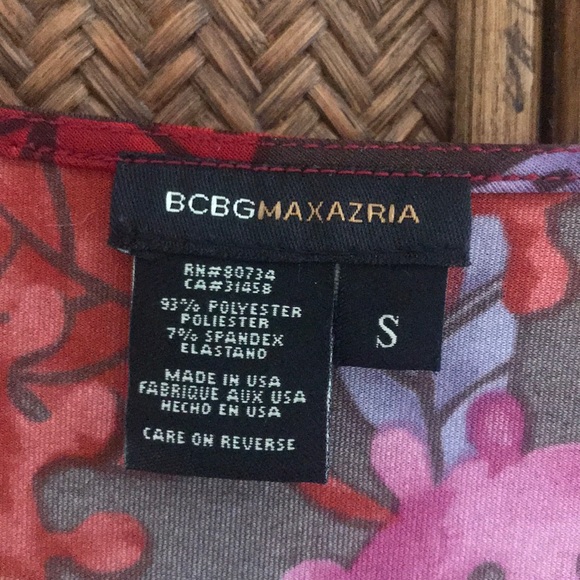 BCBGMAXAZRIA
RN#80734
CA#31458
93% POLYESTER
POLIESTER
7% SPANDEX
ELASTANO
MADE IN USA
FABRIQUE AUX USA
HECHO EN USA
CARE ON REVERSE
S